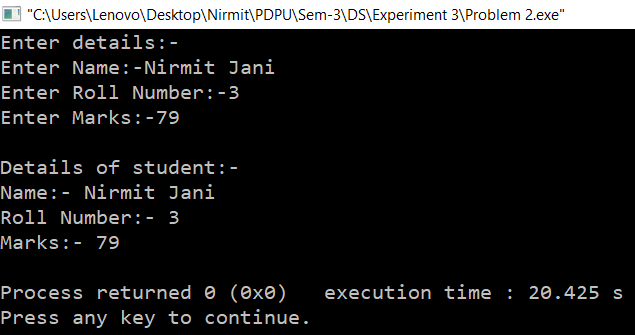 "C:\Users\Lenovo\Desktop\Nirmit\PDPU\Sem-3\DS\Experiment 3\Problem 2.exe"
Enter details:-
Enter Name:-Nirmit Jani
Enter Roll Number:-3
Enter Marks:-79
Details of student:-
Name:- Nirmit Jani
Roll Number:- 3
Marks:- 79
Process returned 0 (0x0)   execution time : 20.425 s
Press any key to continue.